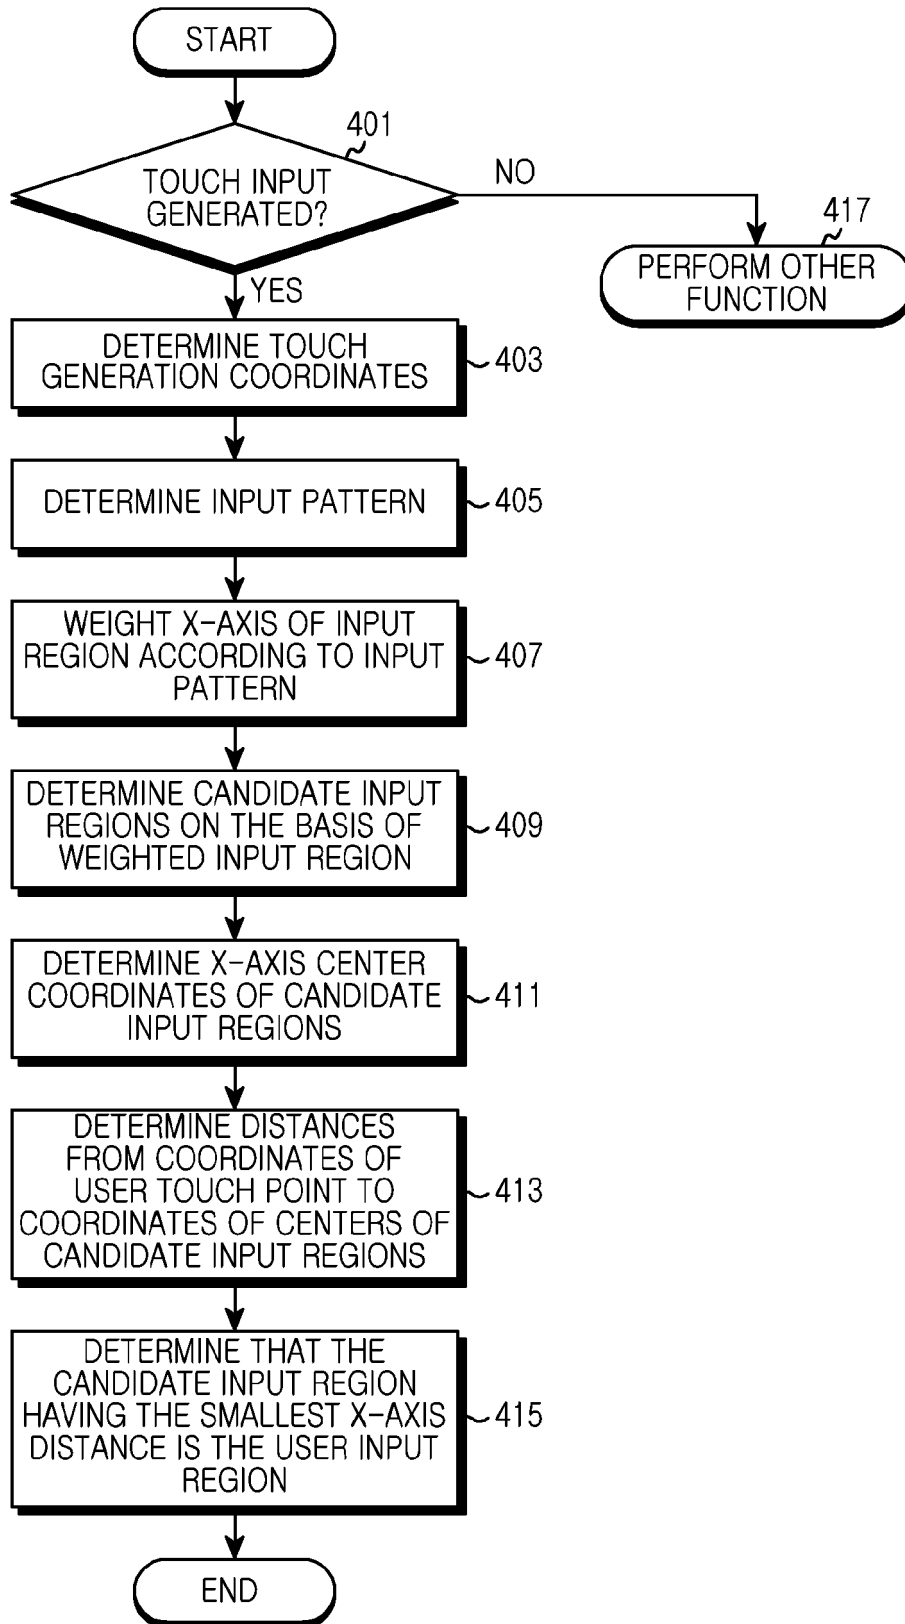 START
401
TOUCH INPUT
GENERATED?
NO
417
PERFORM OTHER
FUNCTION
YES
DETERMINE TOUCH
GENERATION COORDINATES
403
DETERMINE INPUT PATTERN
405
WEIGHT X-AXIS OF INPUT
REGION ACCORDING TO INPUT
PATTERN
407
DETERMINE CANDIDATE INPUT
REGIONS ON THE BASIS OF
WEIGHTED INPUT REGION
409
DETERMINE X-AXIS CENTER
COORDINATES OF CANDIDATE
INPUT REGIONS
411
DETERMINE DISTANCES
FROM COORDINATES OF
USER TOUCH POINT TO
COORDINATES OF CENTERS OF
CANDIDATE INPUT REGIONS
413
DETERMINE THAT THE
CANDIDATE INPUT REGION
HAVING THE SMALLEST X-AXIS
DISTANCE IS THE USER INPUT
REGION
415
END